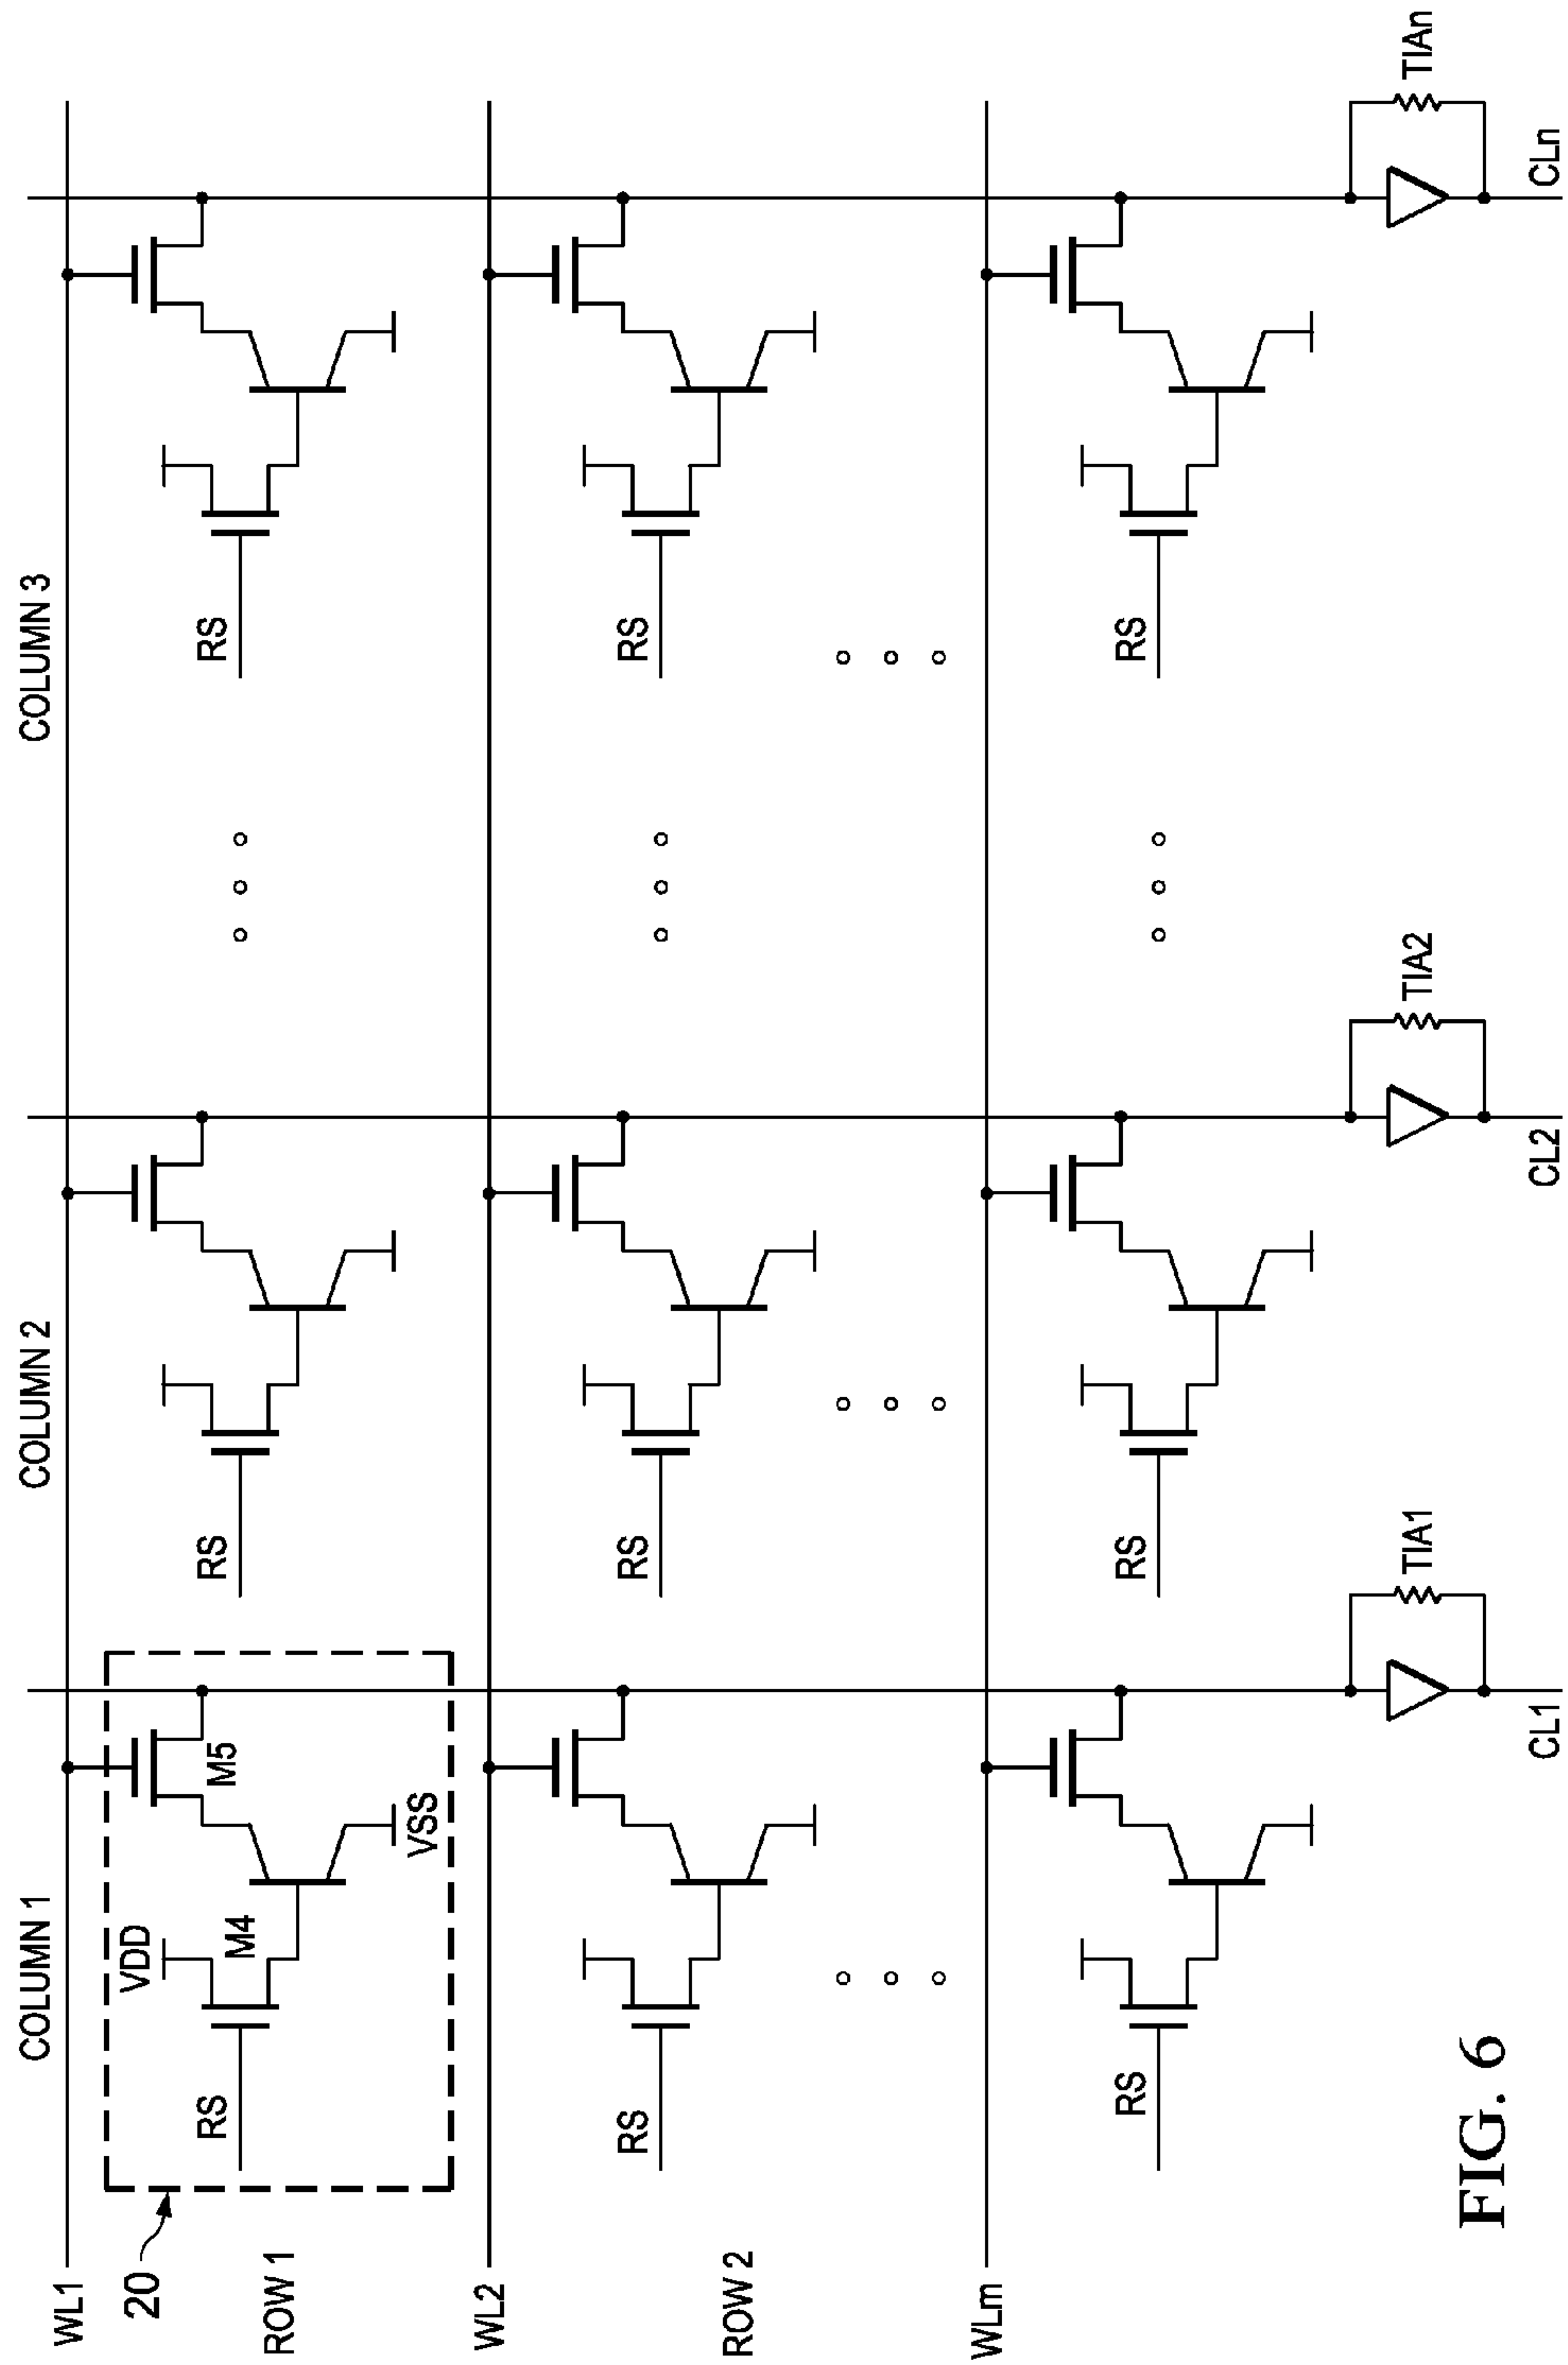 COLUMN 1
COLUMN 2
COLUMN 3
WL1
20
VDD
M5
RS
M4
RS
RS
VSS
ROW 1
WL2
RS
RS
RS
ROW 2
WLm
RS
RS
RS
TIA1
TIA2
TIAn
CL1
CL2
CLn
FIG. 6